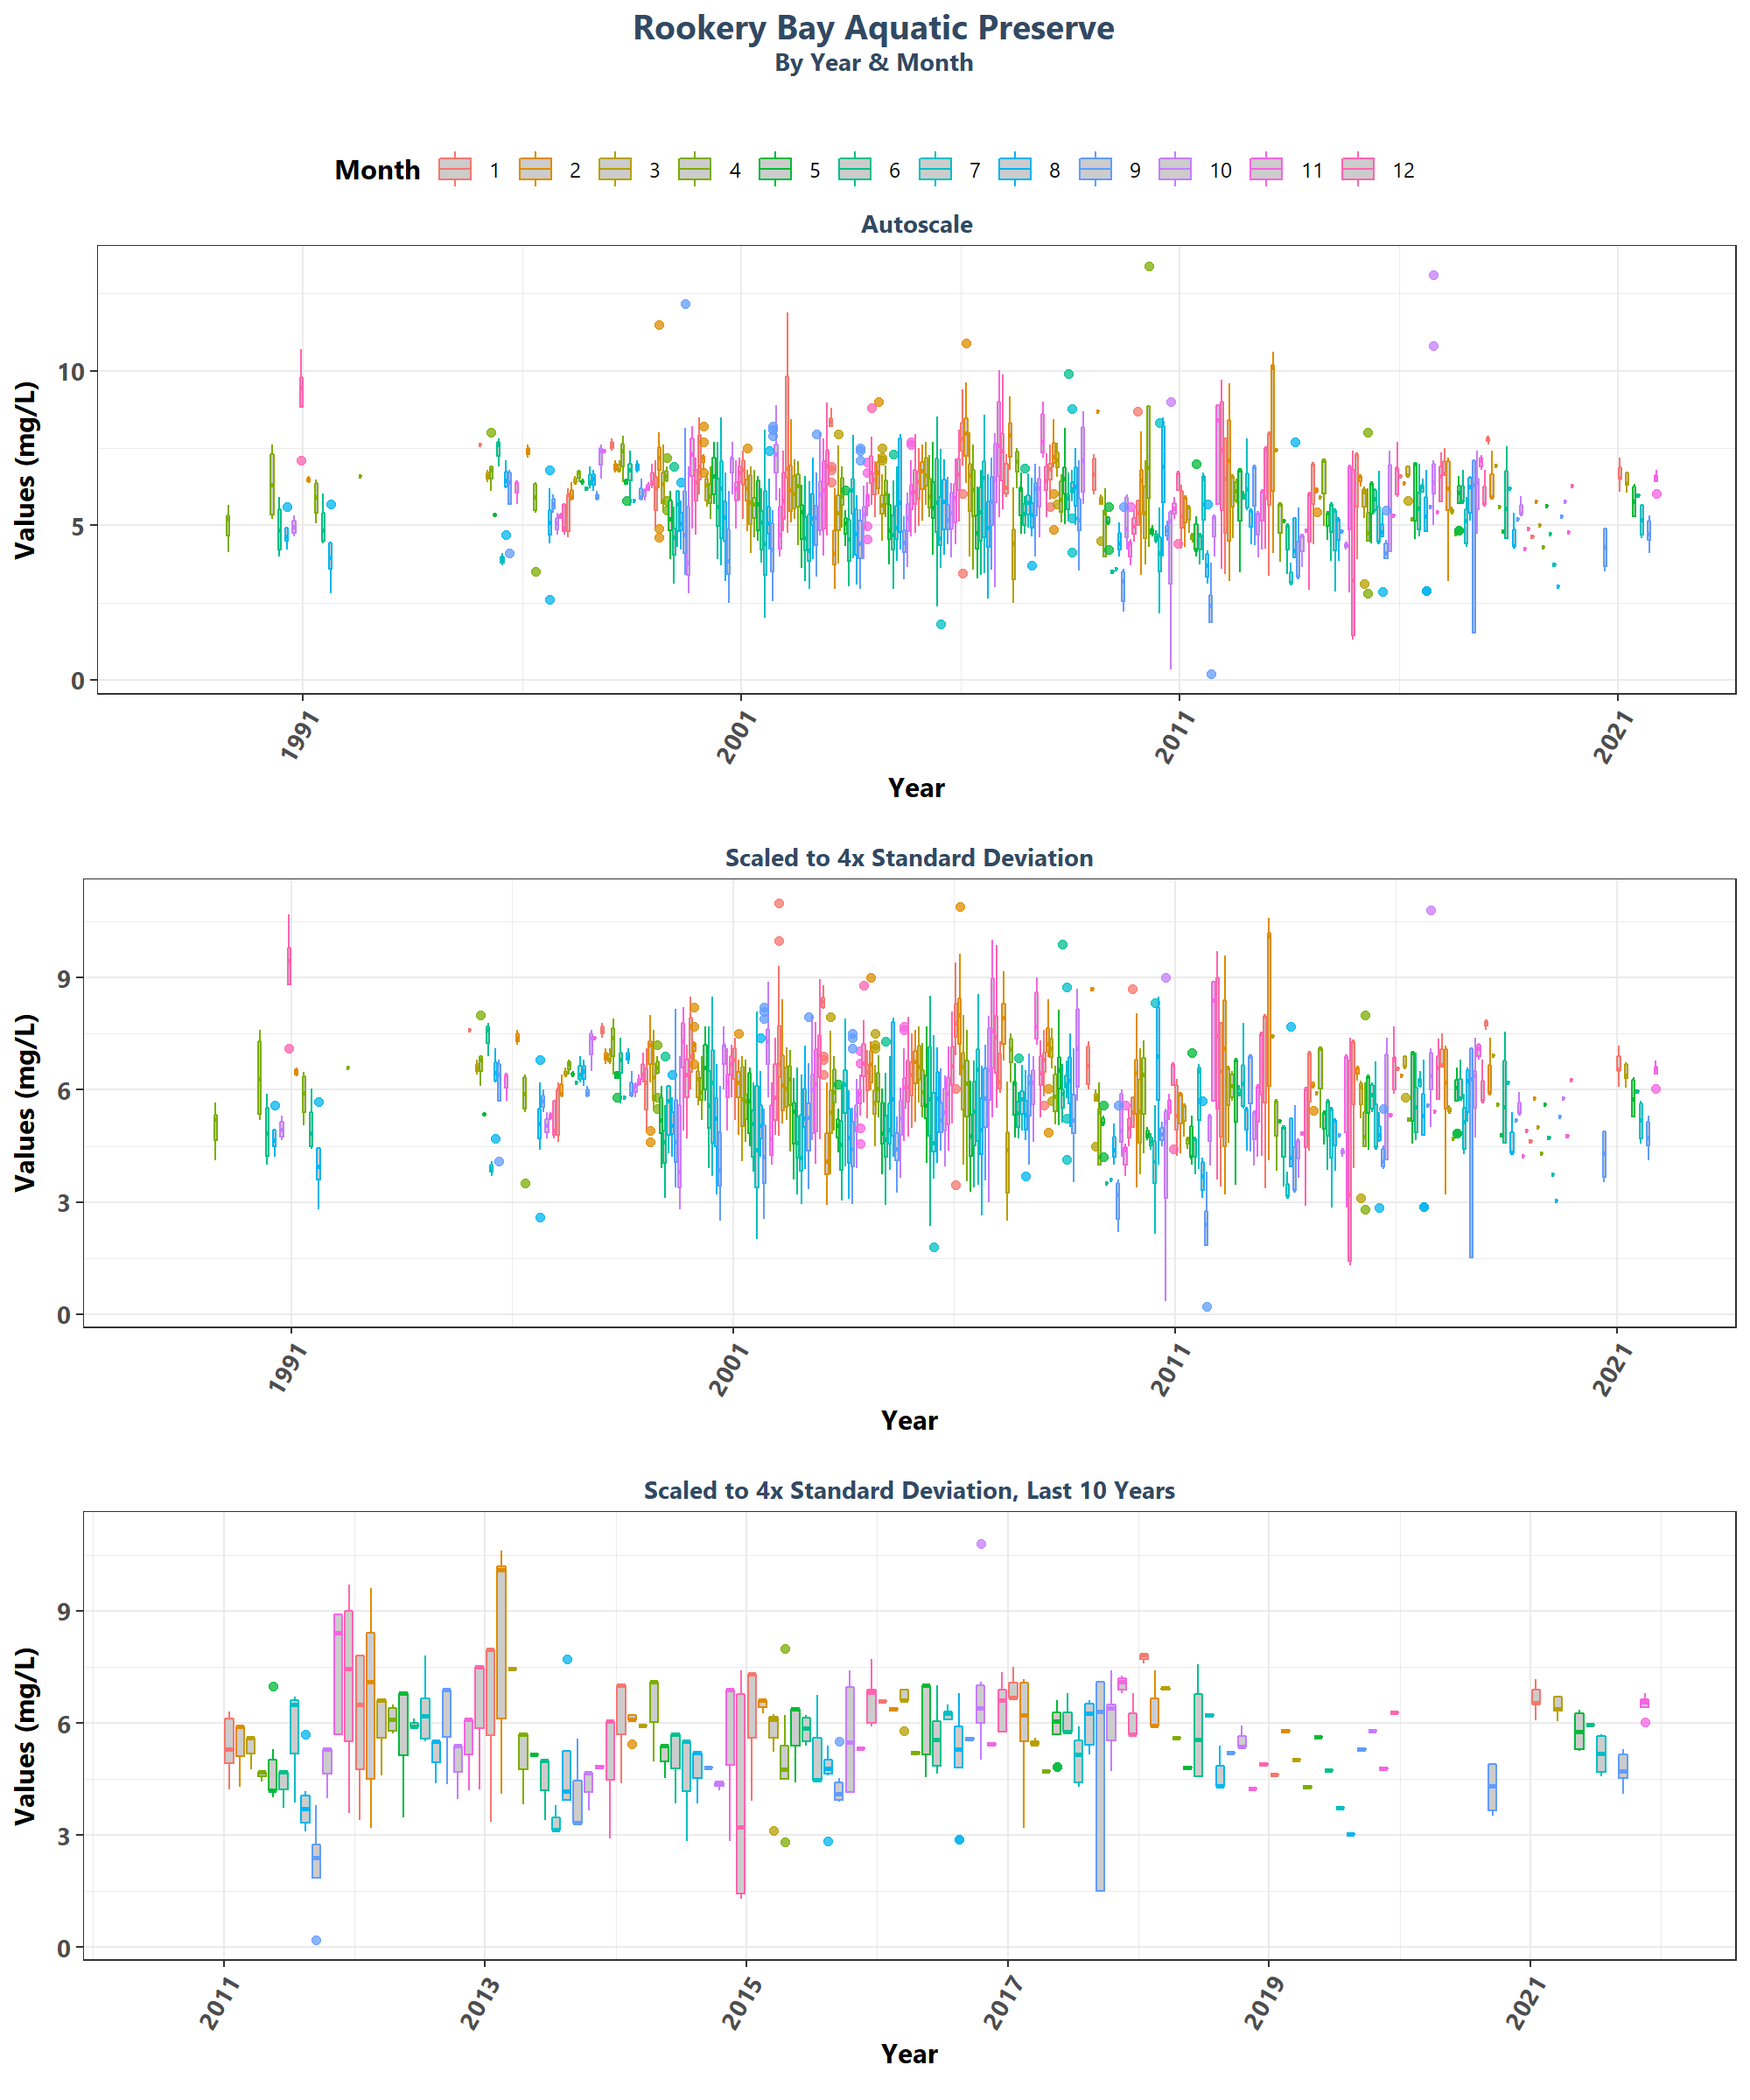 Rookery Bay Aquatic Preserve
By Year & Month
Month 1 2 3 4 5 6 7 8 9 10 11 12
Autoscale
Values (mg/L)
10
5
0
1991 2001 2011 2021
Year
Scaled to 4x Standard Deviation
Values (mg/L)
9
6
3
0
1991 2001 2011 2021
Year
Scaled to 4x Standard Deviation, Last 10 Years
Values (mg/L)
9
6
3
0
2011 2013 2015 2017 2019 2021
Year